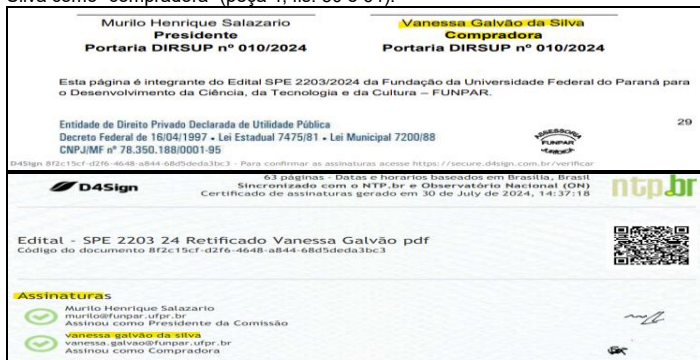 Silva como "compradora" (peça 1, fls. 30 e 61):
Murilo Henrique Salazario
Presidente
Portaria DIRSUP nº 010/2024
Vanessa Galvão da Silva
Compradora
Portaria DIRSUP nº 010/2024
Esta página é integrante do Edital SPE 2203/2024 da Fundação da Universidade Federal do Paraná para
o Desenvolvimento da Ciência, da Tecnologia e da Cultura – FUNPAR.
29
Entidade de Direito Privado Declarada de Utilidade Pública
Decreto Federal de 16/04/1997 • Lei Estadual 7475/81 • Lei Municipal 7200/88
CNPJ/MF nº 78.350.188/0001-95
ASSESSORIA
FUNPAR
JURÍDICA
D4Sign 8f2c15cf-d2f6-4648-a844-68d5deda3bc3 - Para confirmar as assinaturas acesse https://secure.d4sign.com.br/verificar
D4Sign
63 páginas - Datas e horários baseados em Brasília, Brasil
Sincronizado com o NTP.br e Observatório Nacional (ON)
Certificado de assinaturas gerado em 30 de July de 2024, 14:37:18
ntp.br
Edital - SPE 2203 24 Retificado Vanessa Galvão pdf
Código do documento 8f2c15cf-d2f6-4648-a844-68d5deda3bc3
Assinaturas
Murilo Henrique Salazario
murilo@funpar.ufpr.br
Assinou como Presidente da Comissão
vanessa galvão da silva
vanessa.galvao@funpar.ufpr.br
Assinou como Compradora